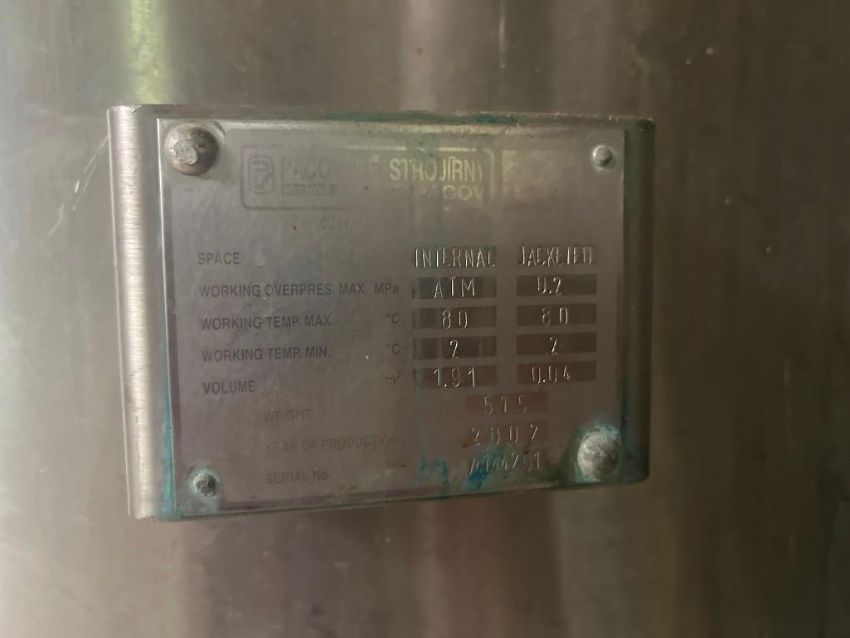 STROJÍRNY
PACOV
SPACE INTERNAL JACKETED
WORKING OVERPRES. MAX. MPa ATM 0.2
WORKING TEMP. MAX. °C 80 80
WORKING TEMP. MIN. °C 2 2
VOLUME m³ 1.91 0.04
WEIGHT 515
YEAR OF PRODUCTION 2002
SERIAL No